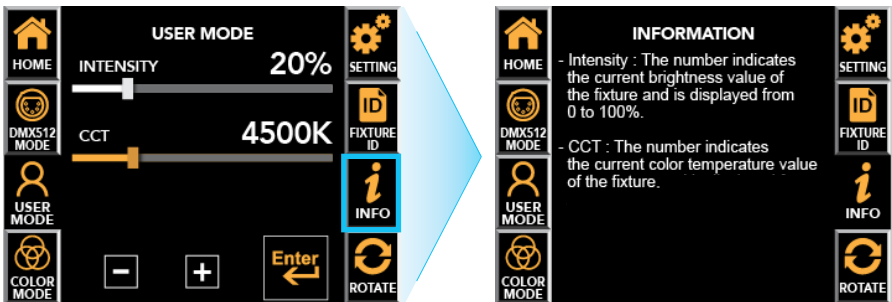 HOME
DMX512
MODE
USER
MODE
COLOR
MODE
USER MODE
INTENSITY 20%
CCT 4500K
-
+
Enter
SETTING
ID
FIXTURE
ID
i
INFO
ROTATE
HOME
DMX512
MODE
USER
MODE
COLOR
MODE
INFORMATION
- Intensity : The number indicates
the current brightness value of
the fixture and is displayed from
0 to 100%.
- CCT : The number indicates
the current color temperature value
of the fixture.
SETTING
ID
FIXTURE
ID
i
INFO
ROTATE